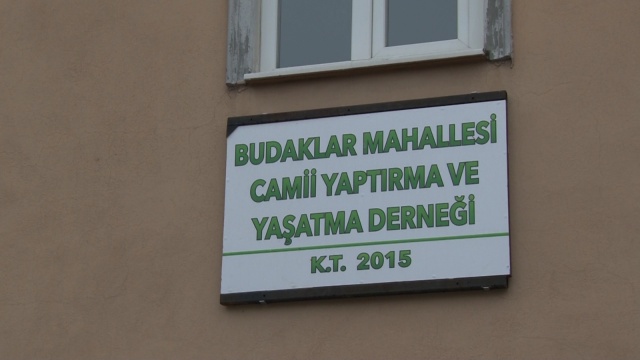 BUDAKLAR MAHALLESİ
CAMİİ YAPTIRMA VE
YAŞATMA DERNEĞİ
K.T. 2015